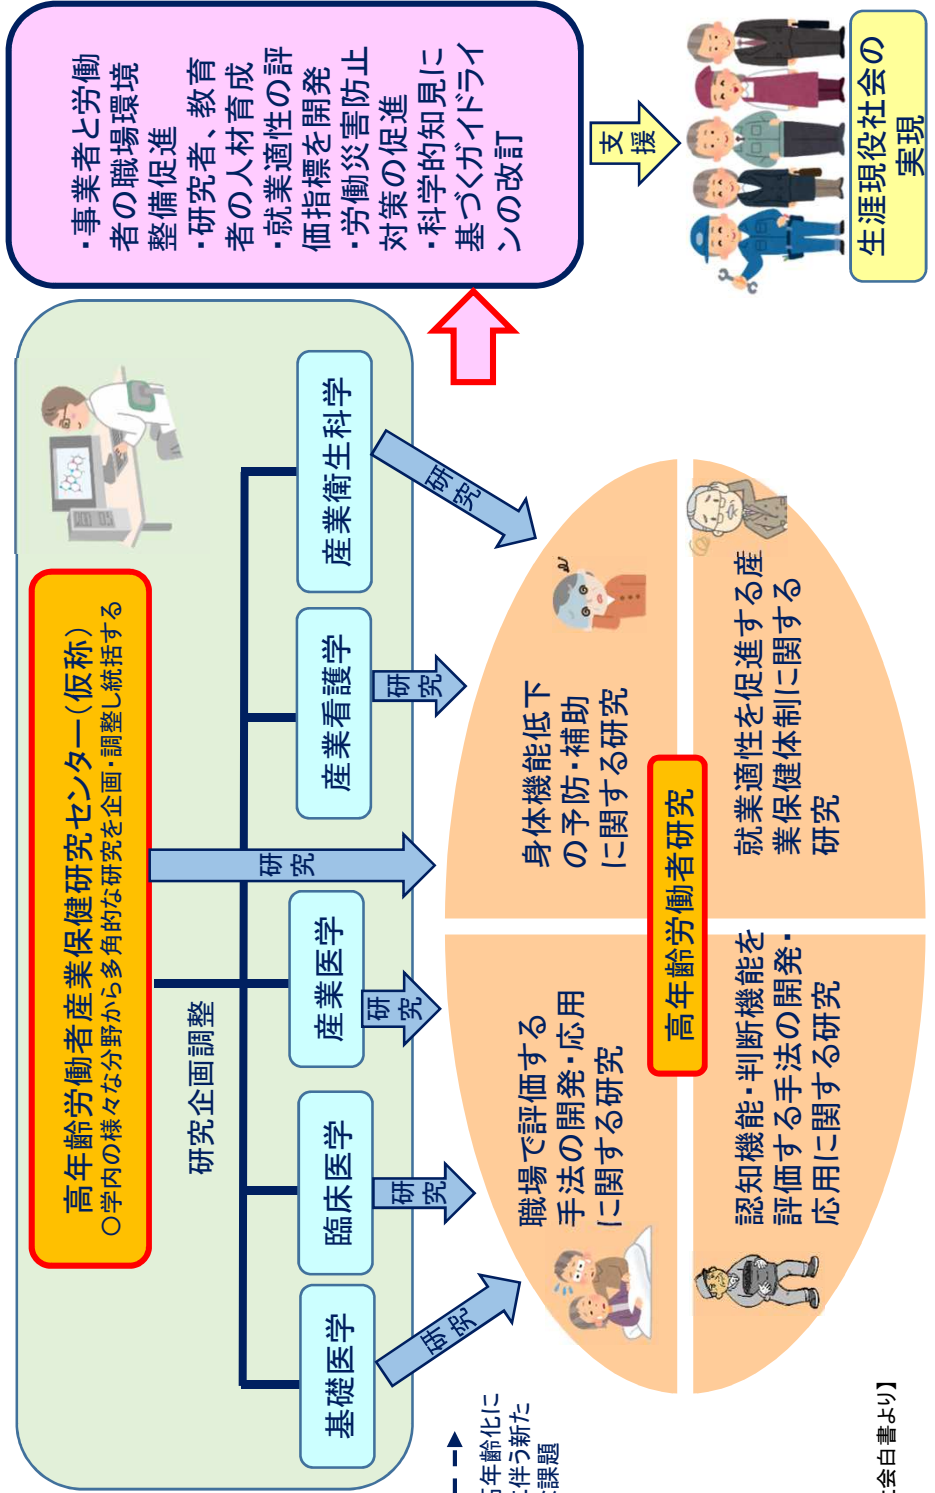 高年齢労働者産業保健研究センター(仮称)
〇学内の様々な分野から多角的な研究を企画・調整し統括する
研究企画調整
基礎医学
臨床医学
産業医学
産業看護学
産業衛生科学
研究
研究
研究
研究
研究
研究
職場で評価する
手法の開発・応用
に関する研究
身体機能低下
の予防・補助
に関する研究
高年齢労働者研究
認知機能・判断機能を
評価する手法の開発・
応用に関する研究
就業適性を促進する産
業保健体制に関する
研究
・事業者と労働
者の職場環境
整備促進
・研究者、教育
者の人材育成
・就業適性の評
価指標を開発
・労働災害防止
対策の促進
・科学的知見に
基づくガイドライ
ンの改訂
支援
生涯現役社会の
実現
高年齢化に
伴う新た
課題
会白書より】